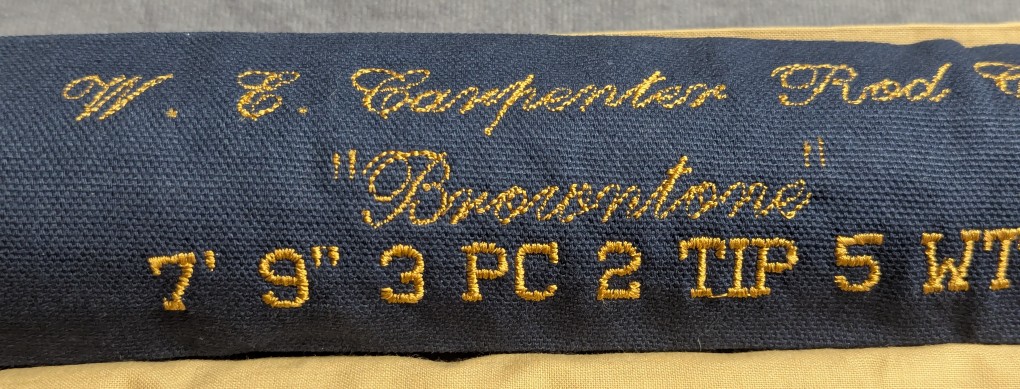 W. E. Carpenter Rod C
"Browntone"
7' 9" 3 PC 2 TIP 5 WT